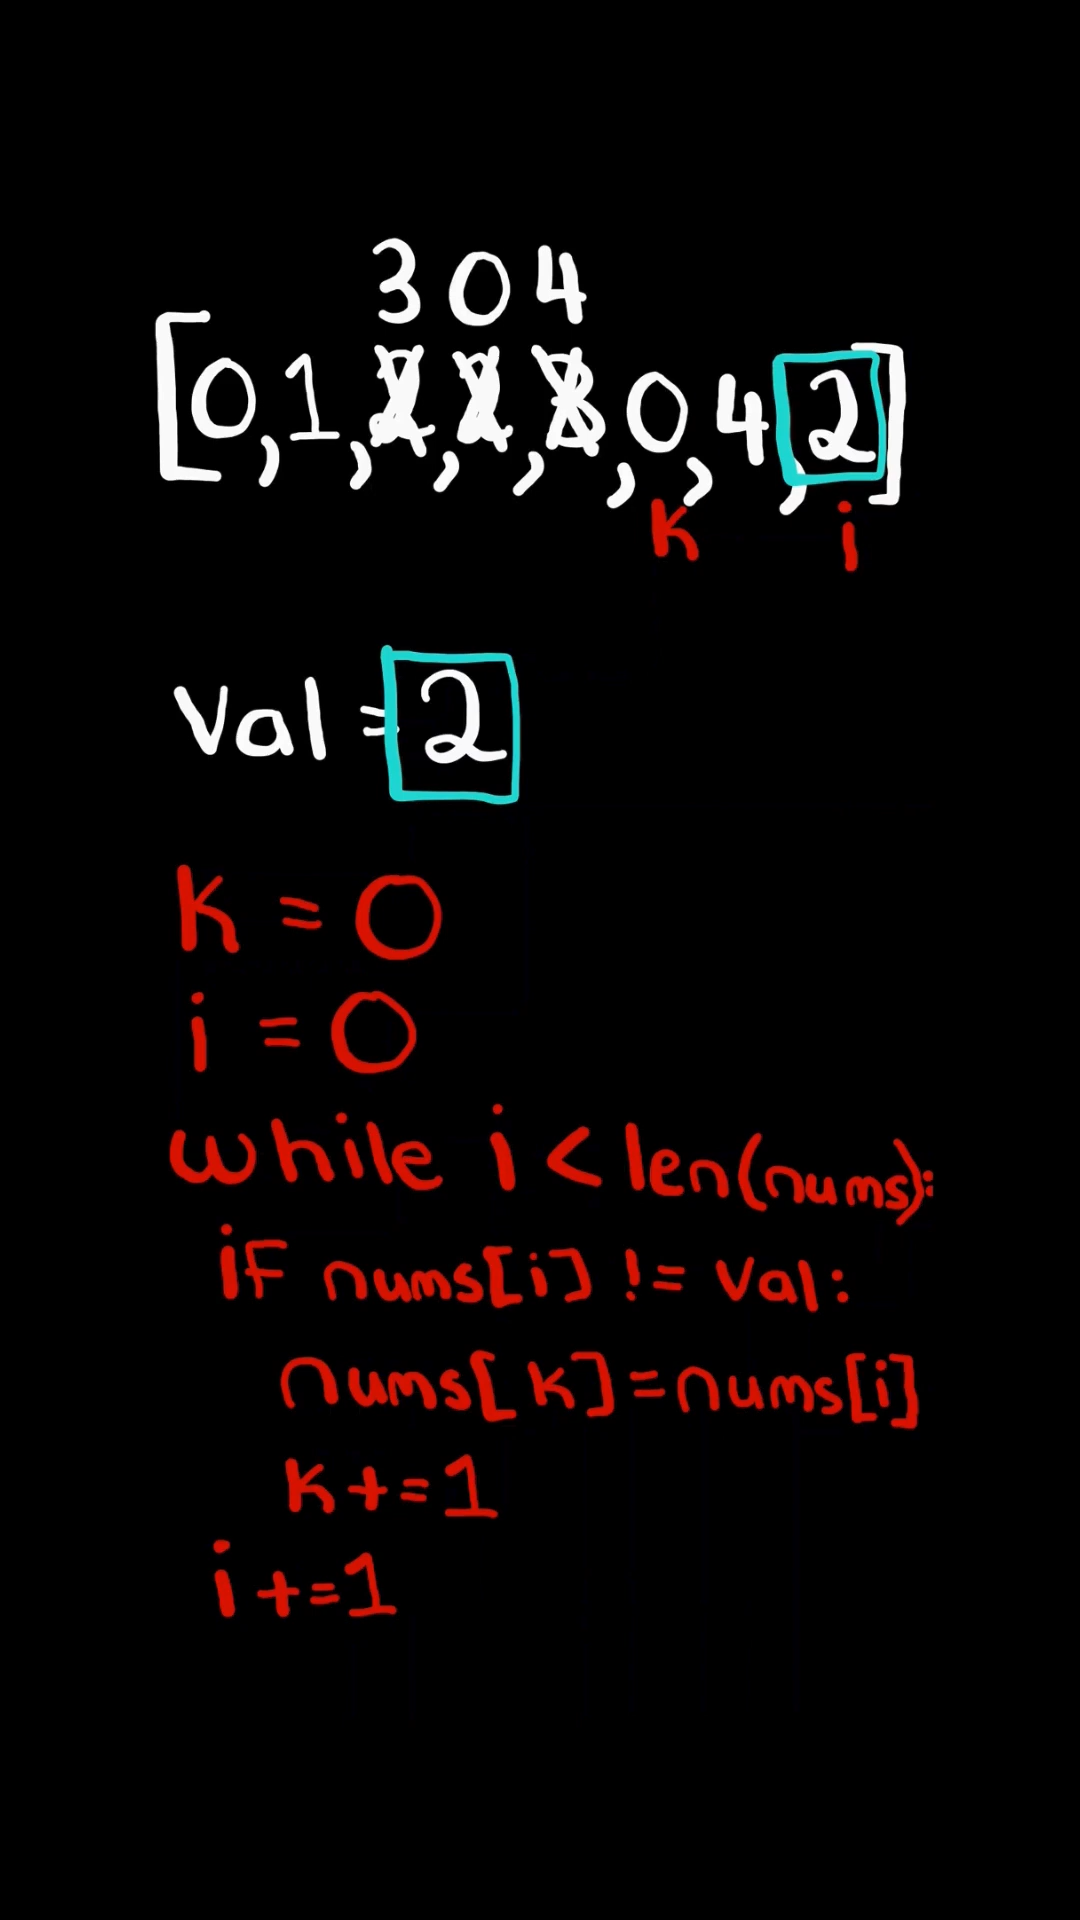 3 0 4
[0, 1, 2, 2, 3, 0, 4, 2]
k i
Val = 2
k = 0
i = 0
while i < len(nums):
if nums[i] != Val:
nums[k] = nums[i]
k += 1
i += 1